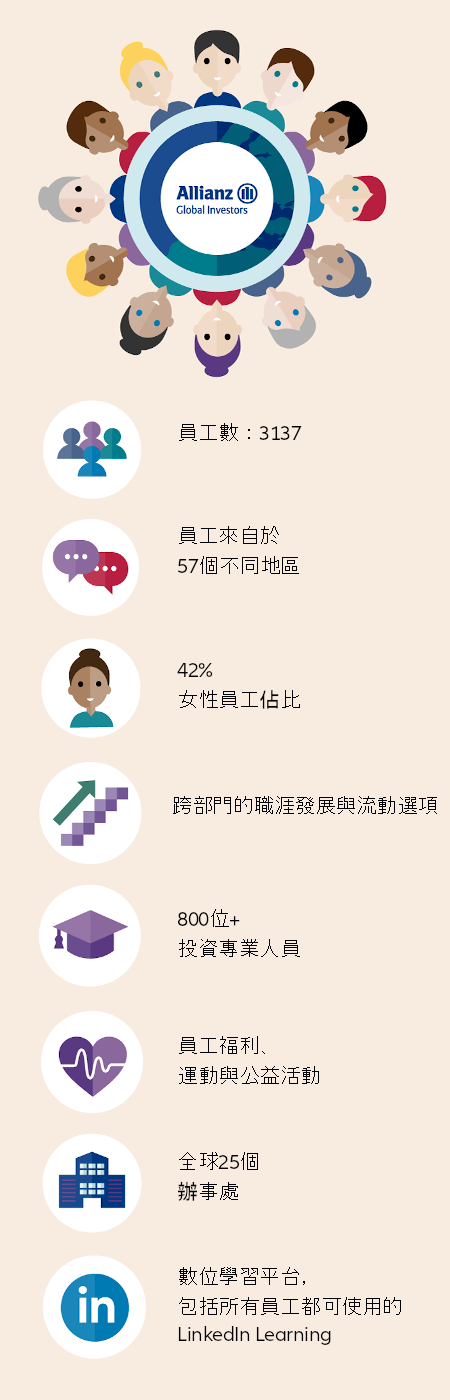 Allianz
Global Investors
員工數：3137
員工來自於
57個不同地區
42%
女性員工佔比
跨部門的職涯發展與流動選項
800位+
投資專業人員
員工福利、
運動與公益活動
全球25個
辦事處
in
數位學習平台,
包括所有員工都可使用的
LinkedIn Learning